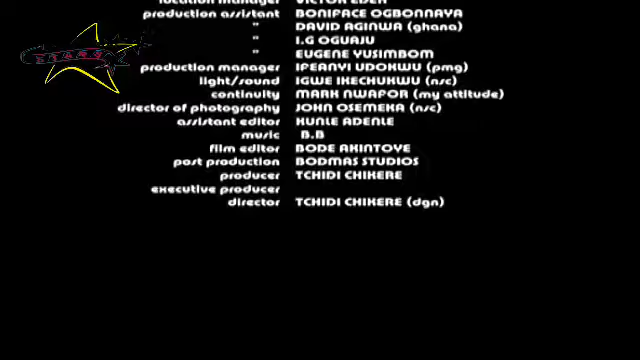 location manager VICTOR EDEH
production assistant BONIFACE OGBONNAYA
" DAVID AGINWA (ghana)
" I.G OGUAJU
" EUGENE YUSIMBOM
production manager IFEANYI UDOKWU (pmg)
light/sound IGWE IKECHUKWU (nsc)
continuity MARK NWAFOR (my attitude)
director of photography JOHN OSEMEKA (nsc)
assistant editor KUNLE ADENLE
music B.B
film editor BODE AKINTOYE
post production BODMAS STUDIOS
producer TCHIDI CHIKERE
executive producer
director TCHIDI CHIKERE (dgn)